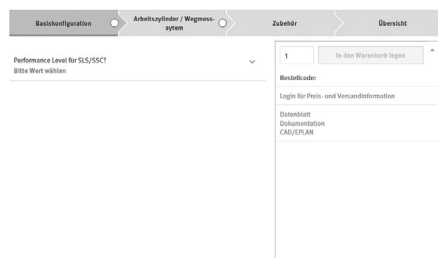 Basiskonfiguration
Arbeitszylinder / Wegmess-
sytem
Zubehör
Übersicht
Performance Level für SLS/SSC?
Bitte Wert wählen
1
In den Warenkorb legen
Bestellcode:
Login für Preis- und Versandinformation
Datenblatt
Dokumentation
CAD/EPLAN